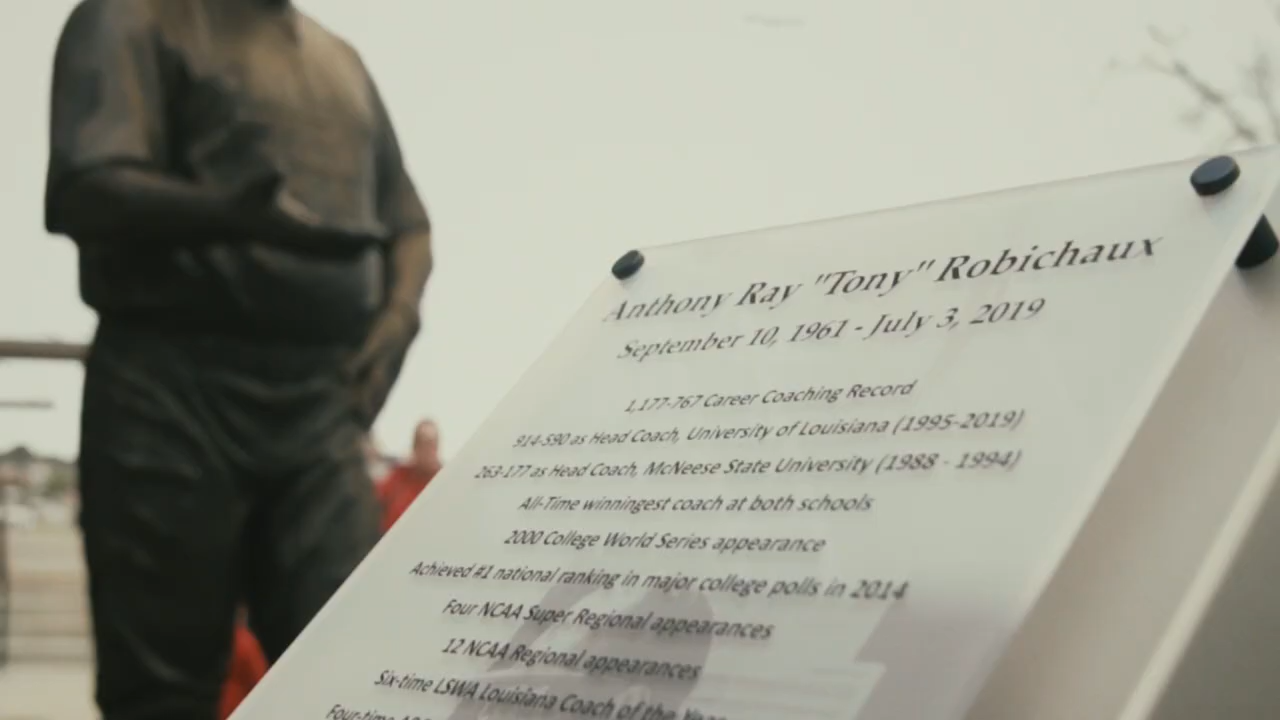 Anthony Ray "Tony" Robichaux
September 10, 1961 - July 3, 2019
1,177-767 Career Coaching Record
914-590 as Head Coach, University of Louisiana (1995-2019)
263-177 as Head Coach, McNeese State University (1988 - 1994)
All-Time winningest coach at both schools
2000 College World Series appearance
Achieved #1 national ranking in major college polls in 2014
Four NCAA Super Regional appearances
12 NCAA Regional appearances
Six-time LSWA Louisiana Coach of the Year
Four-time